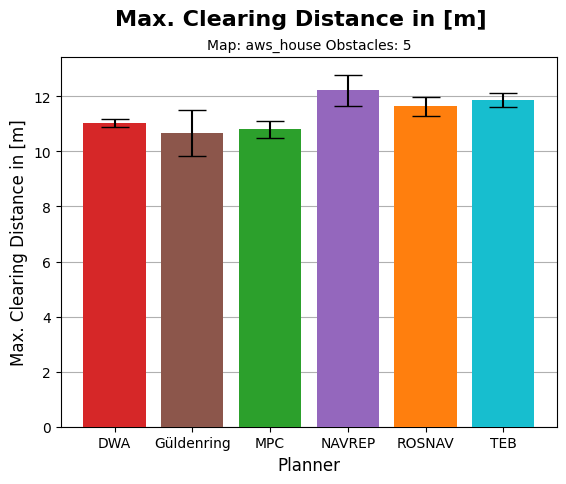 Max. Clearing Distance in [m]
Map: aws_house Obstacles: 5
Max. Clearing Distance in [m]
12
10
8
6
4
2
0
DWA Güldenring MPC NAVREP ROSNAV TEB
Planner